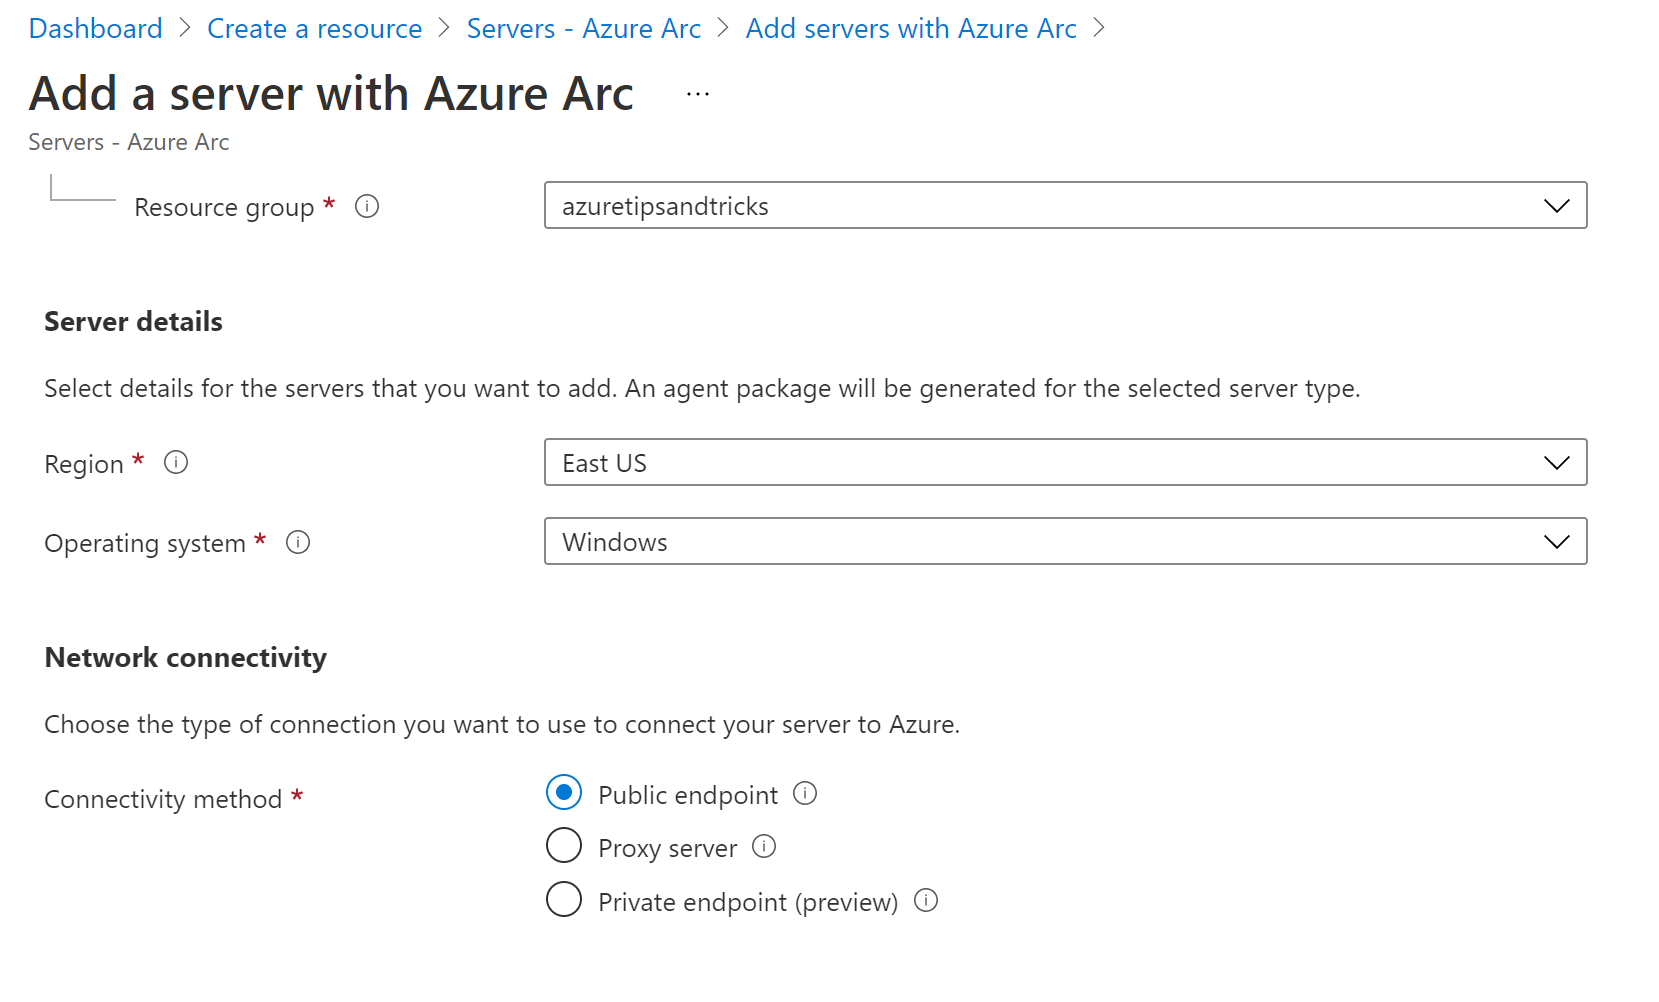 Dashboard > Create a resource > Servers - Azure Arc > Add servers with Azure Arc >
Add a server with Azure Arc ...
Servers - Azure Arc
Resource group * azuretipsandtricks
Server details
Select details for the servers that you want to add. An agent package will be generated for the selected server type.
Region * East US
Operating system * Windows
Network connectivity
Choose the type of connection you want to use to connect your server to Azure.
Connectivity method * Public endpoint
Proxy server
Private endpoint (preview)